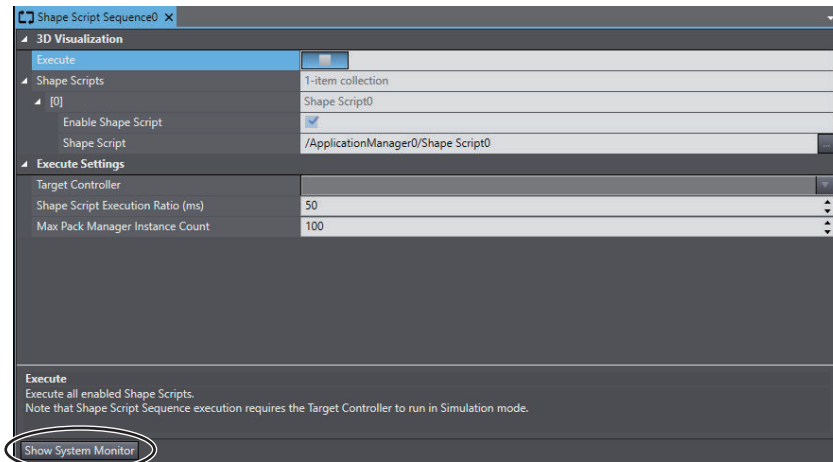 Shape Script Sequence0
3D Visualization
Execute
Shape Scripts 1-item collection
[0] Shape Script0
Enable Shape Script
Shape Script /ApplicationManager0/Shape Script0 ...
Execute Settings
Target Controller
Shape Script Execution Ratio (ms) 50
Max Pack Manager Instance Count 100
Execute
Execute all enabled Shape Scripts.
Note that Shape Script Sequence execution requires the Target Controller to run in Simulation mode.
Show System Monitor